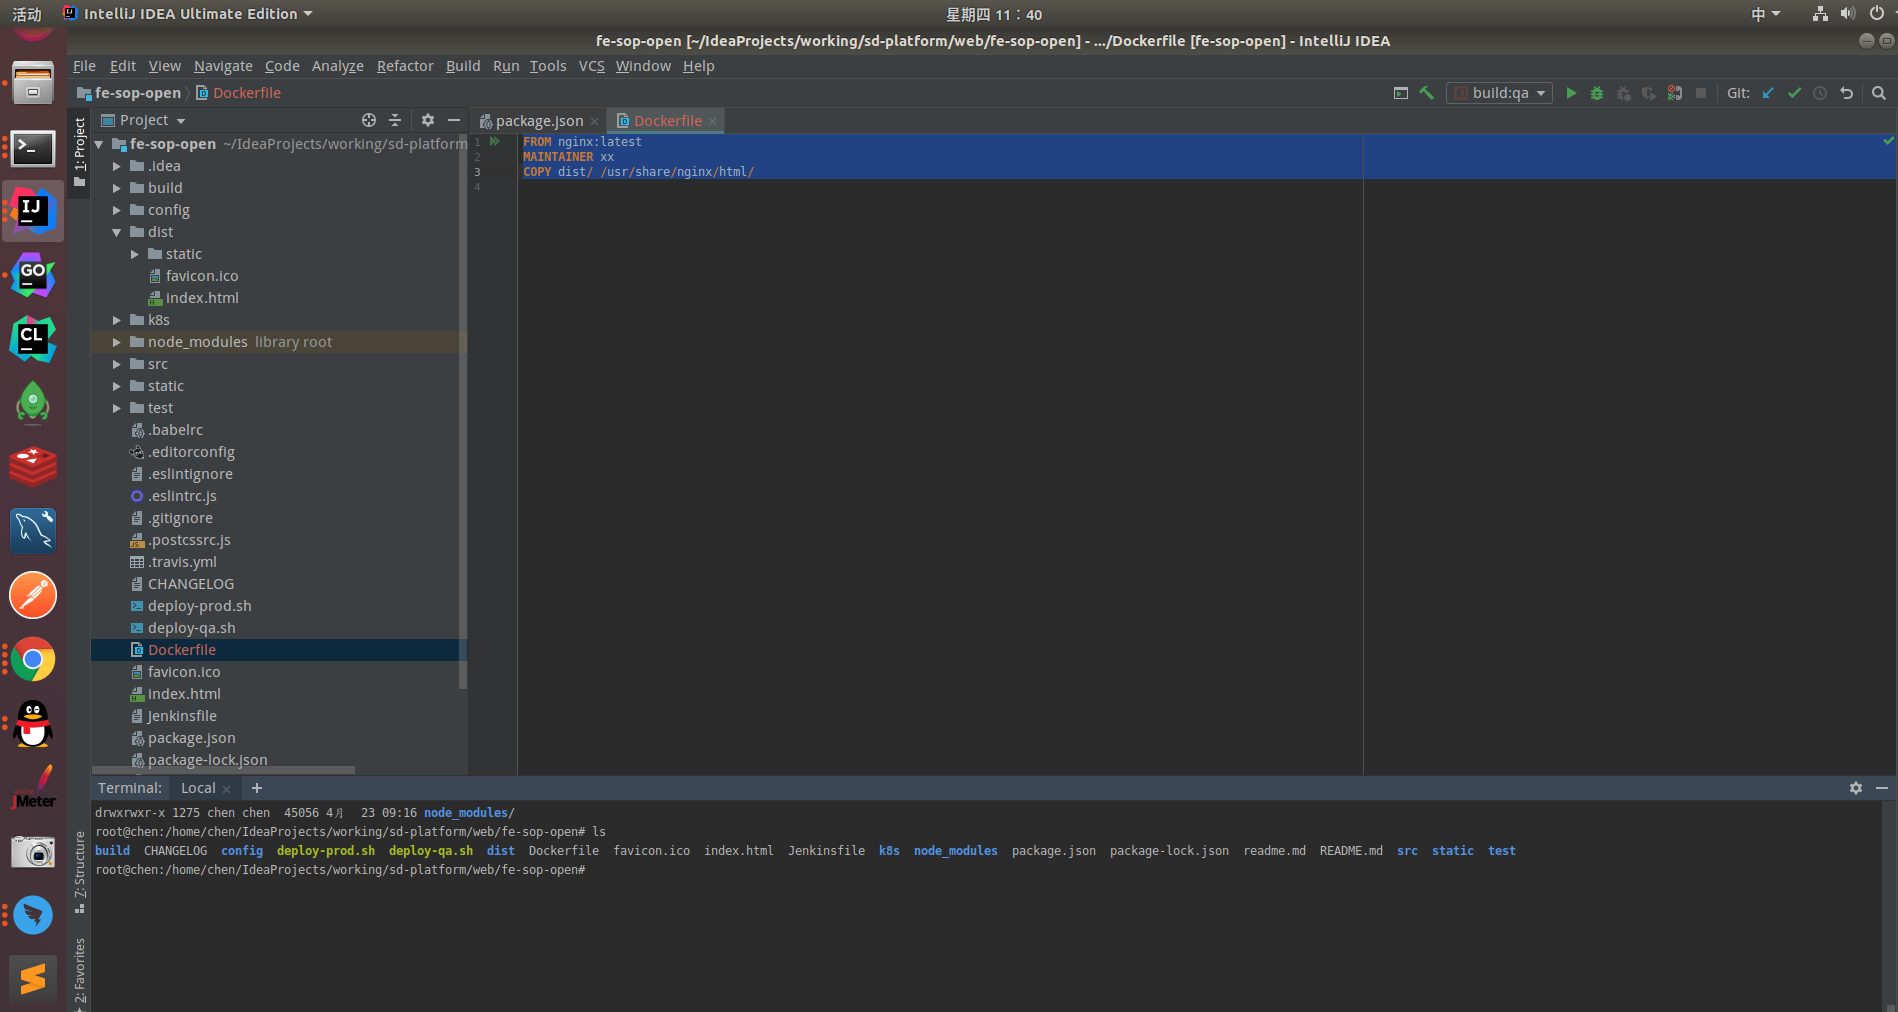 活动 IntelliJ IDEA Ultimate Edition 星期四 11：40 中
fe-sop-open [~/IdeaProjects/working/sd-platform/web/fe-sop-open] - .../Dockerfile [fe-sop-open] - IntelliJ IDEA
File Edit View Navigate Code Analyze Refactor Build Run Tools VCS Window Help
fe-sop-open Dockerfile build:qa Git:
Project package.json Dockerfile
1: Project
fe-sop-open ~/IdeaProjects/working/sd-platform
.idea
build
config
dist
static
favicon.ico
index.html
k8s
node_modules library root
src
static
test
.babelrc
.editorconfig
.eslintignore
.eslintrc.js
.gitignore
.postcssrc.js
.travis.yml
CHANGELOG
deploy-prod.sh
deploy-qa.sh
Dockerfile
favicon.ico
index.html
Jenkinsfile
package.json
package-lock.json
1 FROM nginx:latest
2 MAINTAINER xx
3 COPY dist/ /usr/share/nginx/html/
4
Terminal: Local +
drwxrwxr-x 1275 chen chen 45056 4月 23 09:16 node_modules/
root@chen:/home/chen/IdeaProjects/working/sd-platform/web/fe-sop-open# ls
build CHANGELOG config deploy-prod.sh deploy-qa.sh dist Dockerfile favicon.ico index.html Jenkinsfile k8s node_modules package.json package-lock.json readme.md README.md src static test
root@chen:/home/chen/IdeaProjects/working/sd-platform/web/fe-sop-open#
7: Structure
2: Favorites
IJ
GO
CL
JMeter